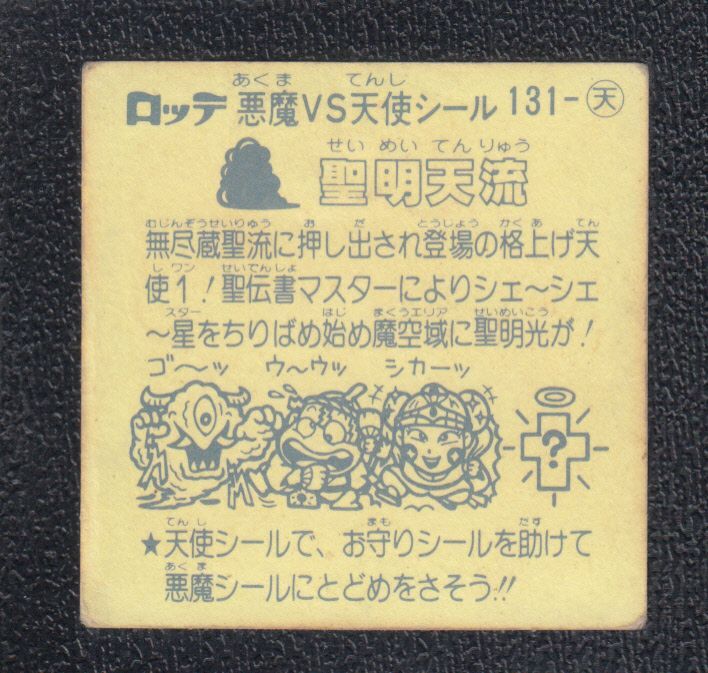 あくま てんし
ロッテ 悪魔VS天使シール 131-天
せいめいてんりゅう
聖明天流
むじんぞうせいりゅう お だ とうじょう かくあ てん
無尽蔵聖流に押し出され登場の格上げ天
し ワン せいでんしょ
使1!聖伝書マスターによりシェ〜シェ
スター はじ まくうエリア せいめいこう
〜星をちりばめ始め魔空域に聖明光が!
ゴ〜ッ ウ〜ウッ シカーッ
?
てんし まも たす
★天使シールで、お守りシールを助けて
あくま
悪魔シールにとどめをさそう!!